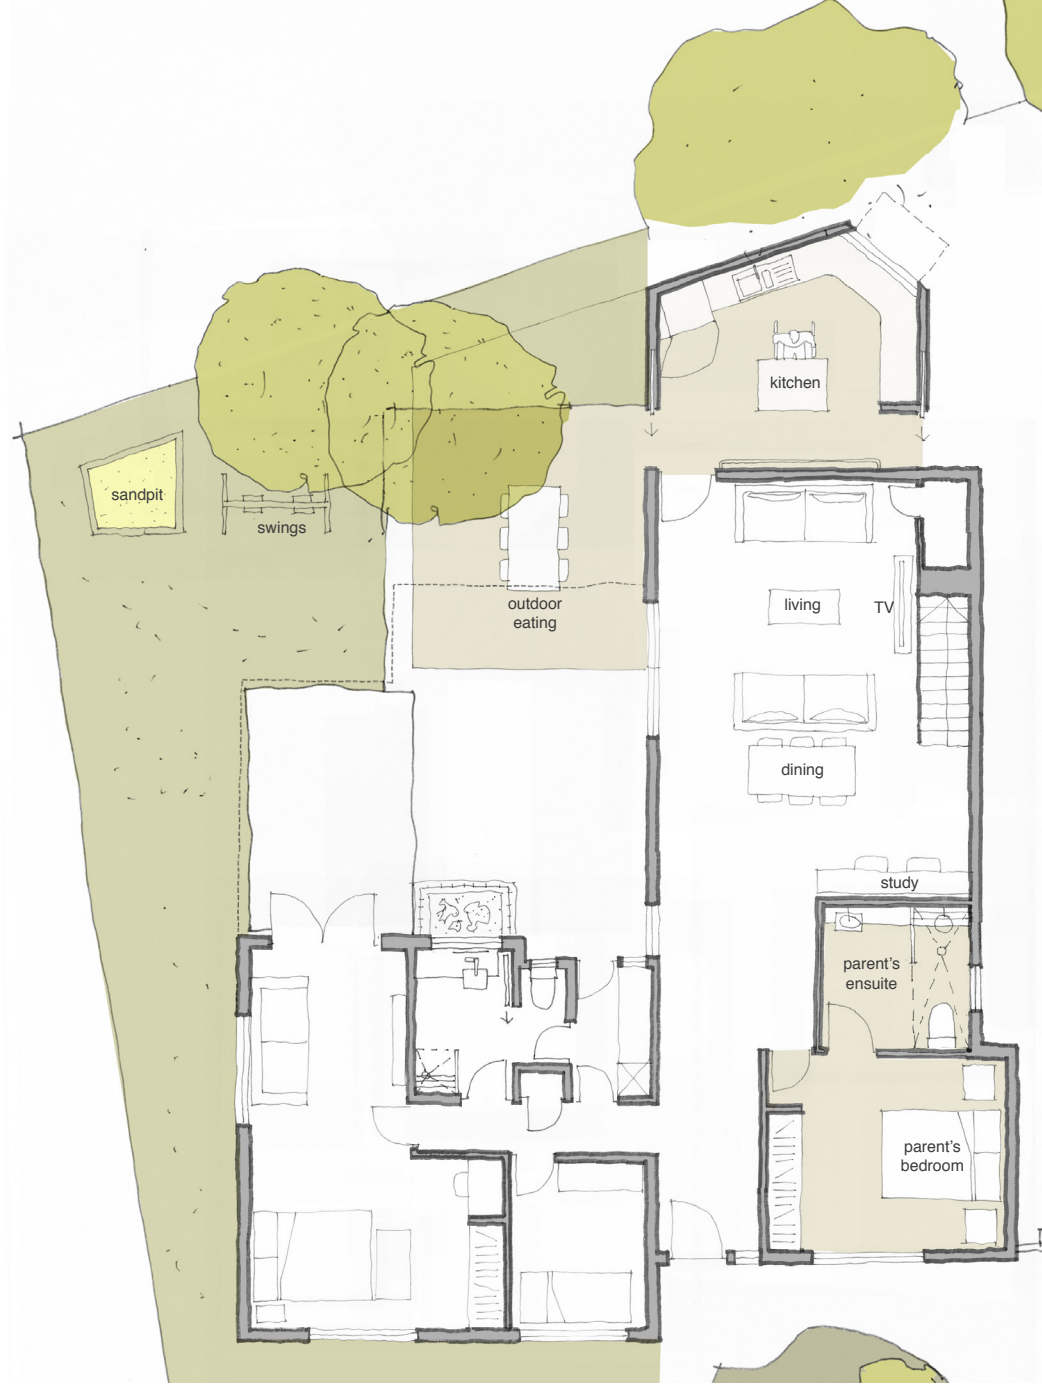 kitchen
sandpit
swings
outdoor
eating
living
TV
dining
study
parent's
ensuite
parent's
bedroom